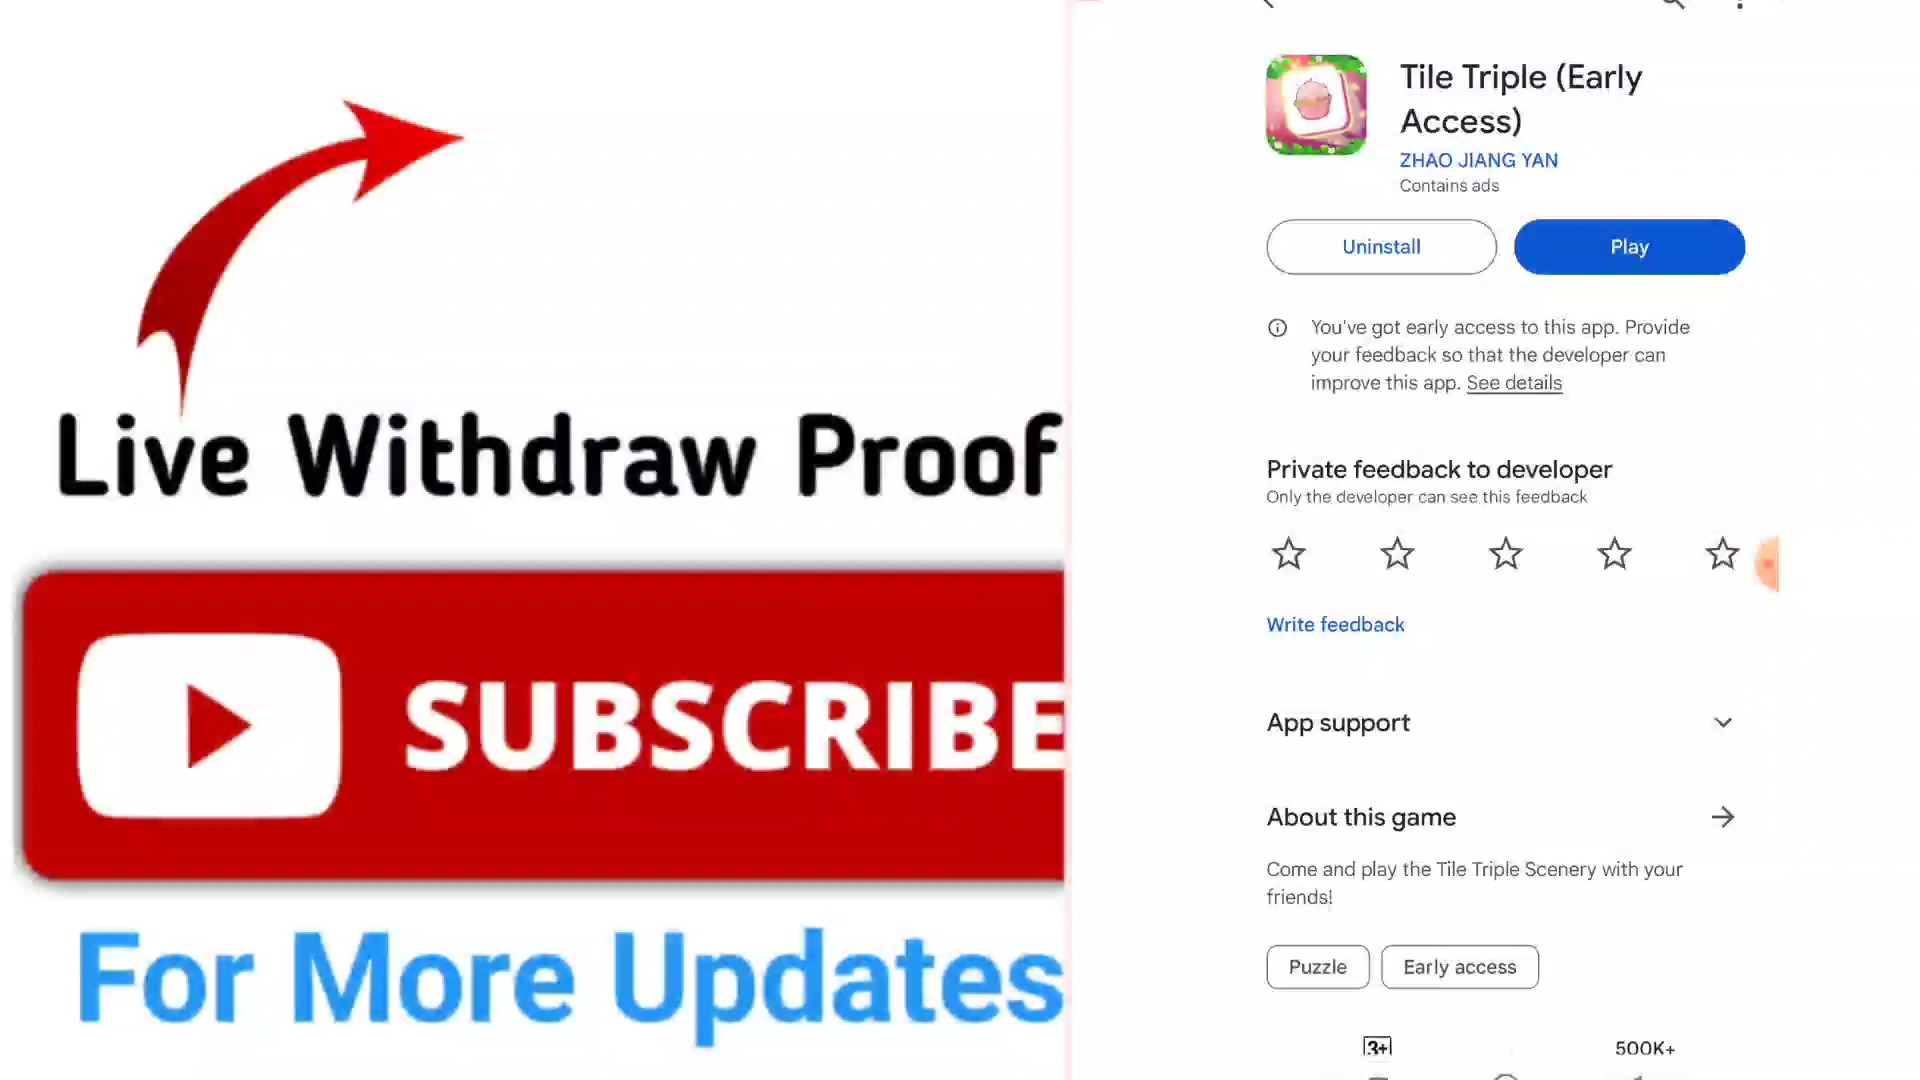 Live Withdraw Proof
SUBSCRIBE
For More Updates
Tile Triple (Early
Access)
ZHAO JIANG YAN
Contains ads
Uninstall
Play
You've got early access to this app. Provide
your feedback so that the developer can
improve this app. See details
Private feedback to developer
Only the developer can see this feedback
Write feedback
App support
About this game
Come and play the Tile Triple Scenery with your
friends!
Puzzle
Early access
3+
500K+